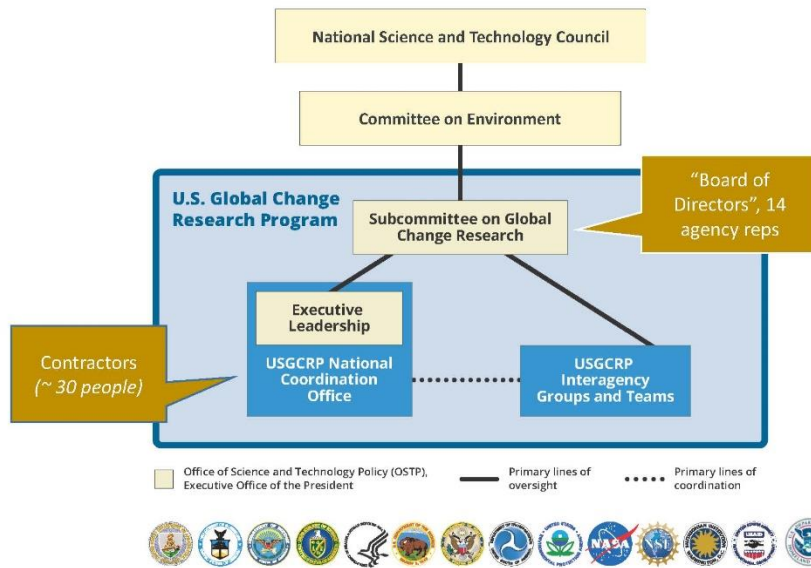 National Science and Technology Council
Committee on Environment
U.S. Global Change
Research Program
Subcommittee on Global
Change Research
“Board of
Directors”, 14
agency reps
Executive
Leadership
USGCRP National
Coordination
Office
USGCRP
Interagency
Groups and Teams
Contractors
(~ 30 people)
Office of Science and Technology Policy (OSTP),
Executive Office of the President
Primary lines of
oversight
Primary lines of
coordination
NASA
NSF
USAID